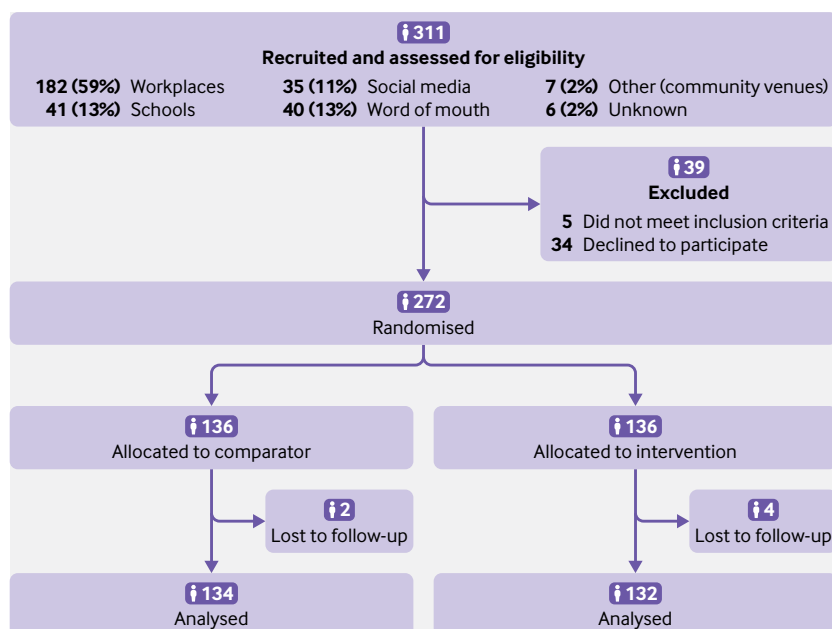 311
Recruited and assessed for eligibility
182 (59%) Workplaces 35 (11%) Social media 7 (2%) Other (community venues)
41 (13%) Schools 40 (13%) Word of mouth 6 (2%) Unknown
39
Excluded
5 Did not meet inclusion criteria
34 Declined to participate
272
Randomised
136 136
Allocated to comparator Allocated to intervention
2 4
Lost to follow-up Lost to follow-up
134 132
Analysed Analysed